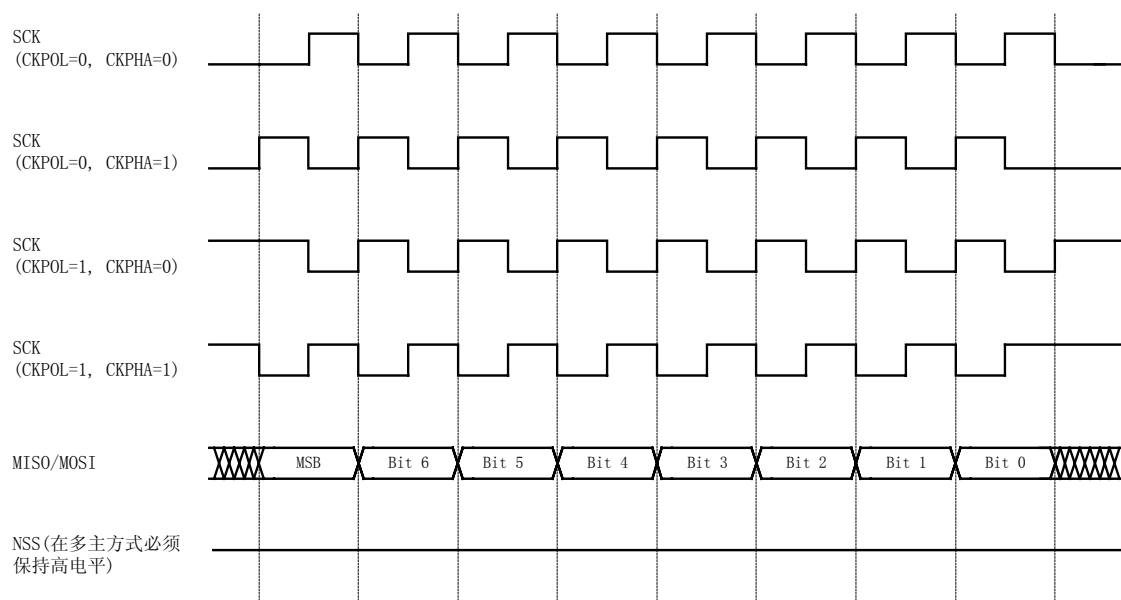 SCK
(CKPOL=0, CKPHA=0)
SCK
(CKPOL=0, CKPHA=1)
SCK
(CKPOL=1, CKPHA=0)
SCK
(CKPOL=1, CKPHA=1)
MISO/MOSI MSB Bit 6 Bit 5 Bit 4 Bit 3 Bit 2 Bit 1 Bit 0
NSS(在多主方式必须
保持高电平)